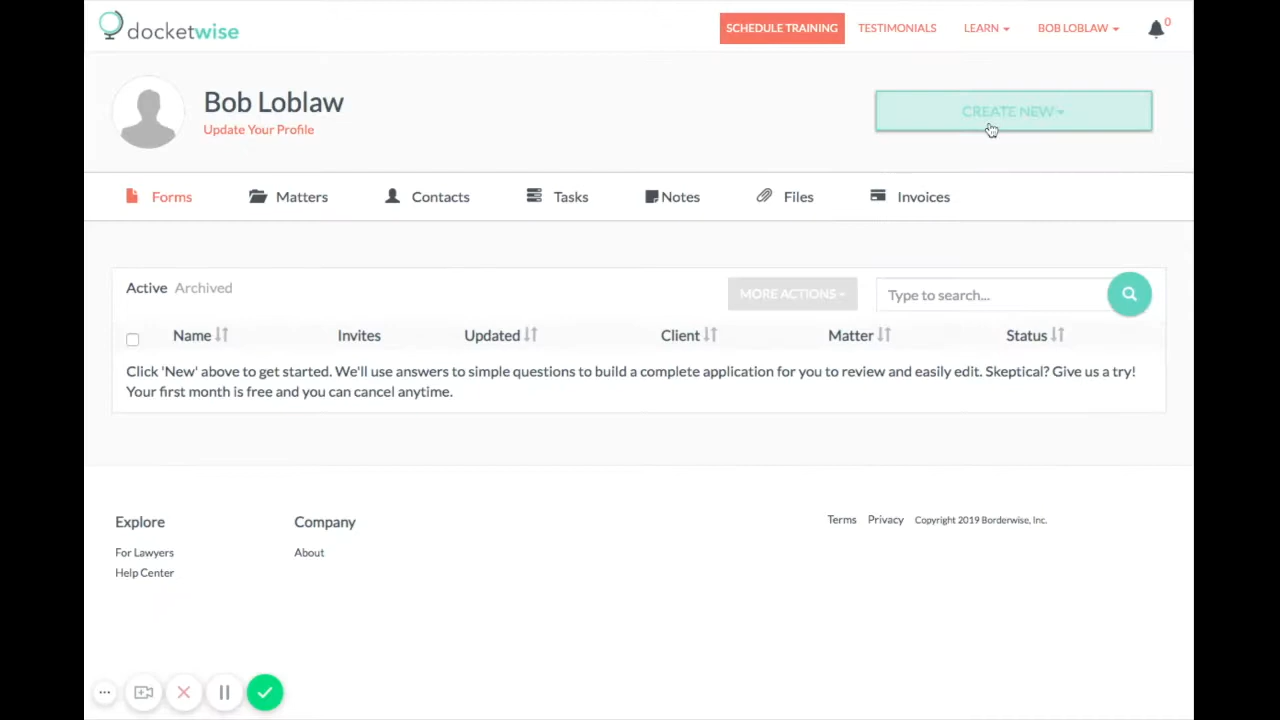 docketwise
SCHEDULE TRAINING TESTIMONIALS LEARN BOB LOBLAW 0
Bob Loblaw
Update Your Profile
CREATE NEW
Forms Matters Contacts Tasks Notes Files Invoices
Active Archived MORE ACTIONS Type to search...
Name Invites Updated Client Matter Status
Click 'New' above to get started. We'll use answers to simple questions to build a complete application for you to review and easily edit. Skeptical? Give us a try!
Your first month is free and you can cancel anytime.
Explore Company Terms Privacy Copyright 2019 Borderwise, Inc.
For Lawyers About
Help Center